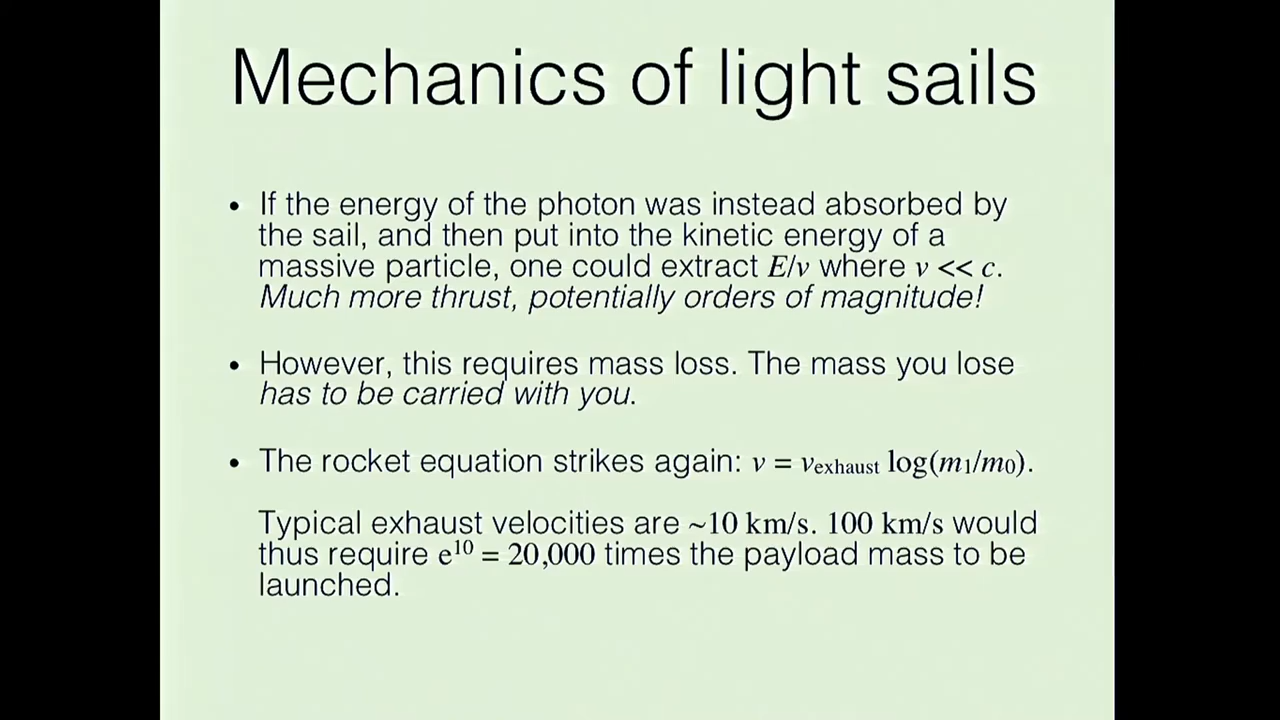 Mechanics of light sails
• If the energy of the photon was instead absorbed by
the sail, and then put into the kinetic energy of a
massive particle, one could extract E/v where v << c.
Much more thrust, potentially orders of magnitude!
• However, this requires mass loss. The mass you lose
has to be carried with you.
• The rocket equation strikes again: v = vexhaust log(m1/m0).
Typical exhaust velocities are ~10 km/s. 100 km/s would
thus require e¹⁰ = 20,000 times the payload mass to be
launched.